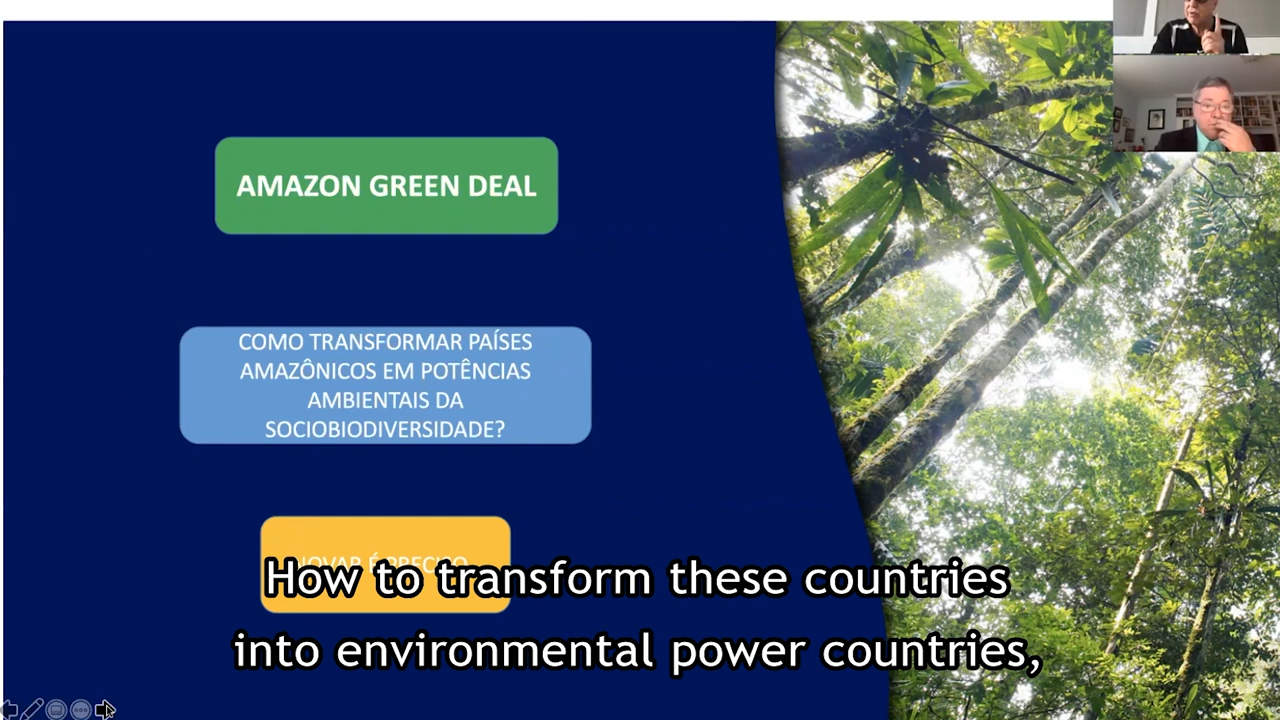 AMAZON GREEN DEAL
COMO TRANSFORMAR PAÍSES
AMAZÔNICOS EM POTÊNCIAS
AMBIENTAIS DA
SOCIOBIODIVERSIDADE?
É PRECISO
How to transform these countries
into environmental power countries,